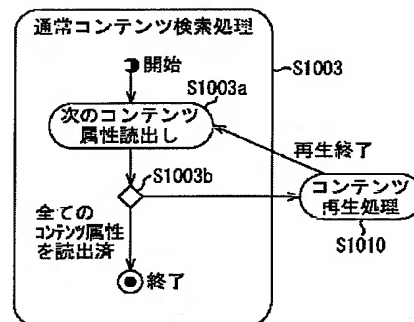 通常コンテンツ検索処理
開始
S1003
S1003a
次のコンテンツ
属性読出し
再生終了
S1003b
コンテンツ
再生処理
全ての
コンテンツ属性
を読出済
S1010
終了